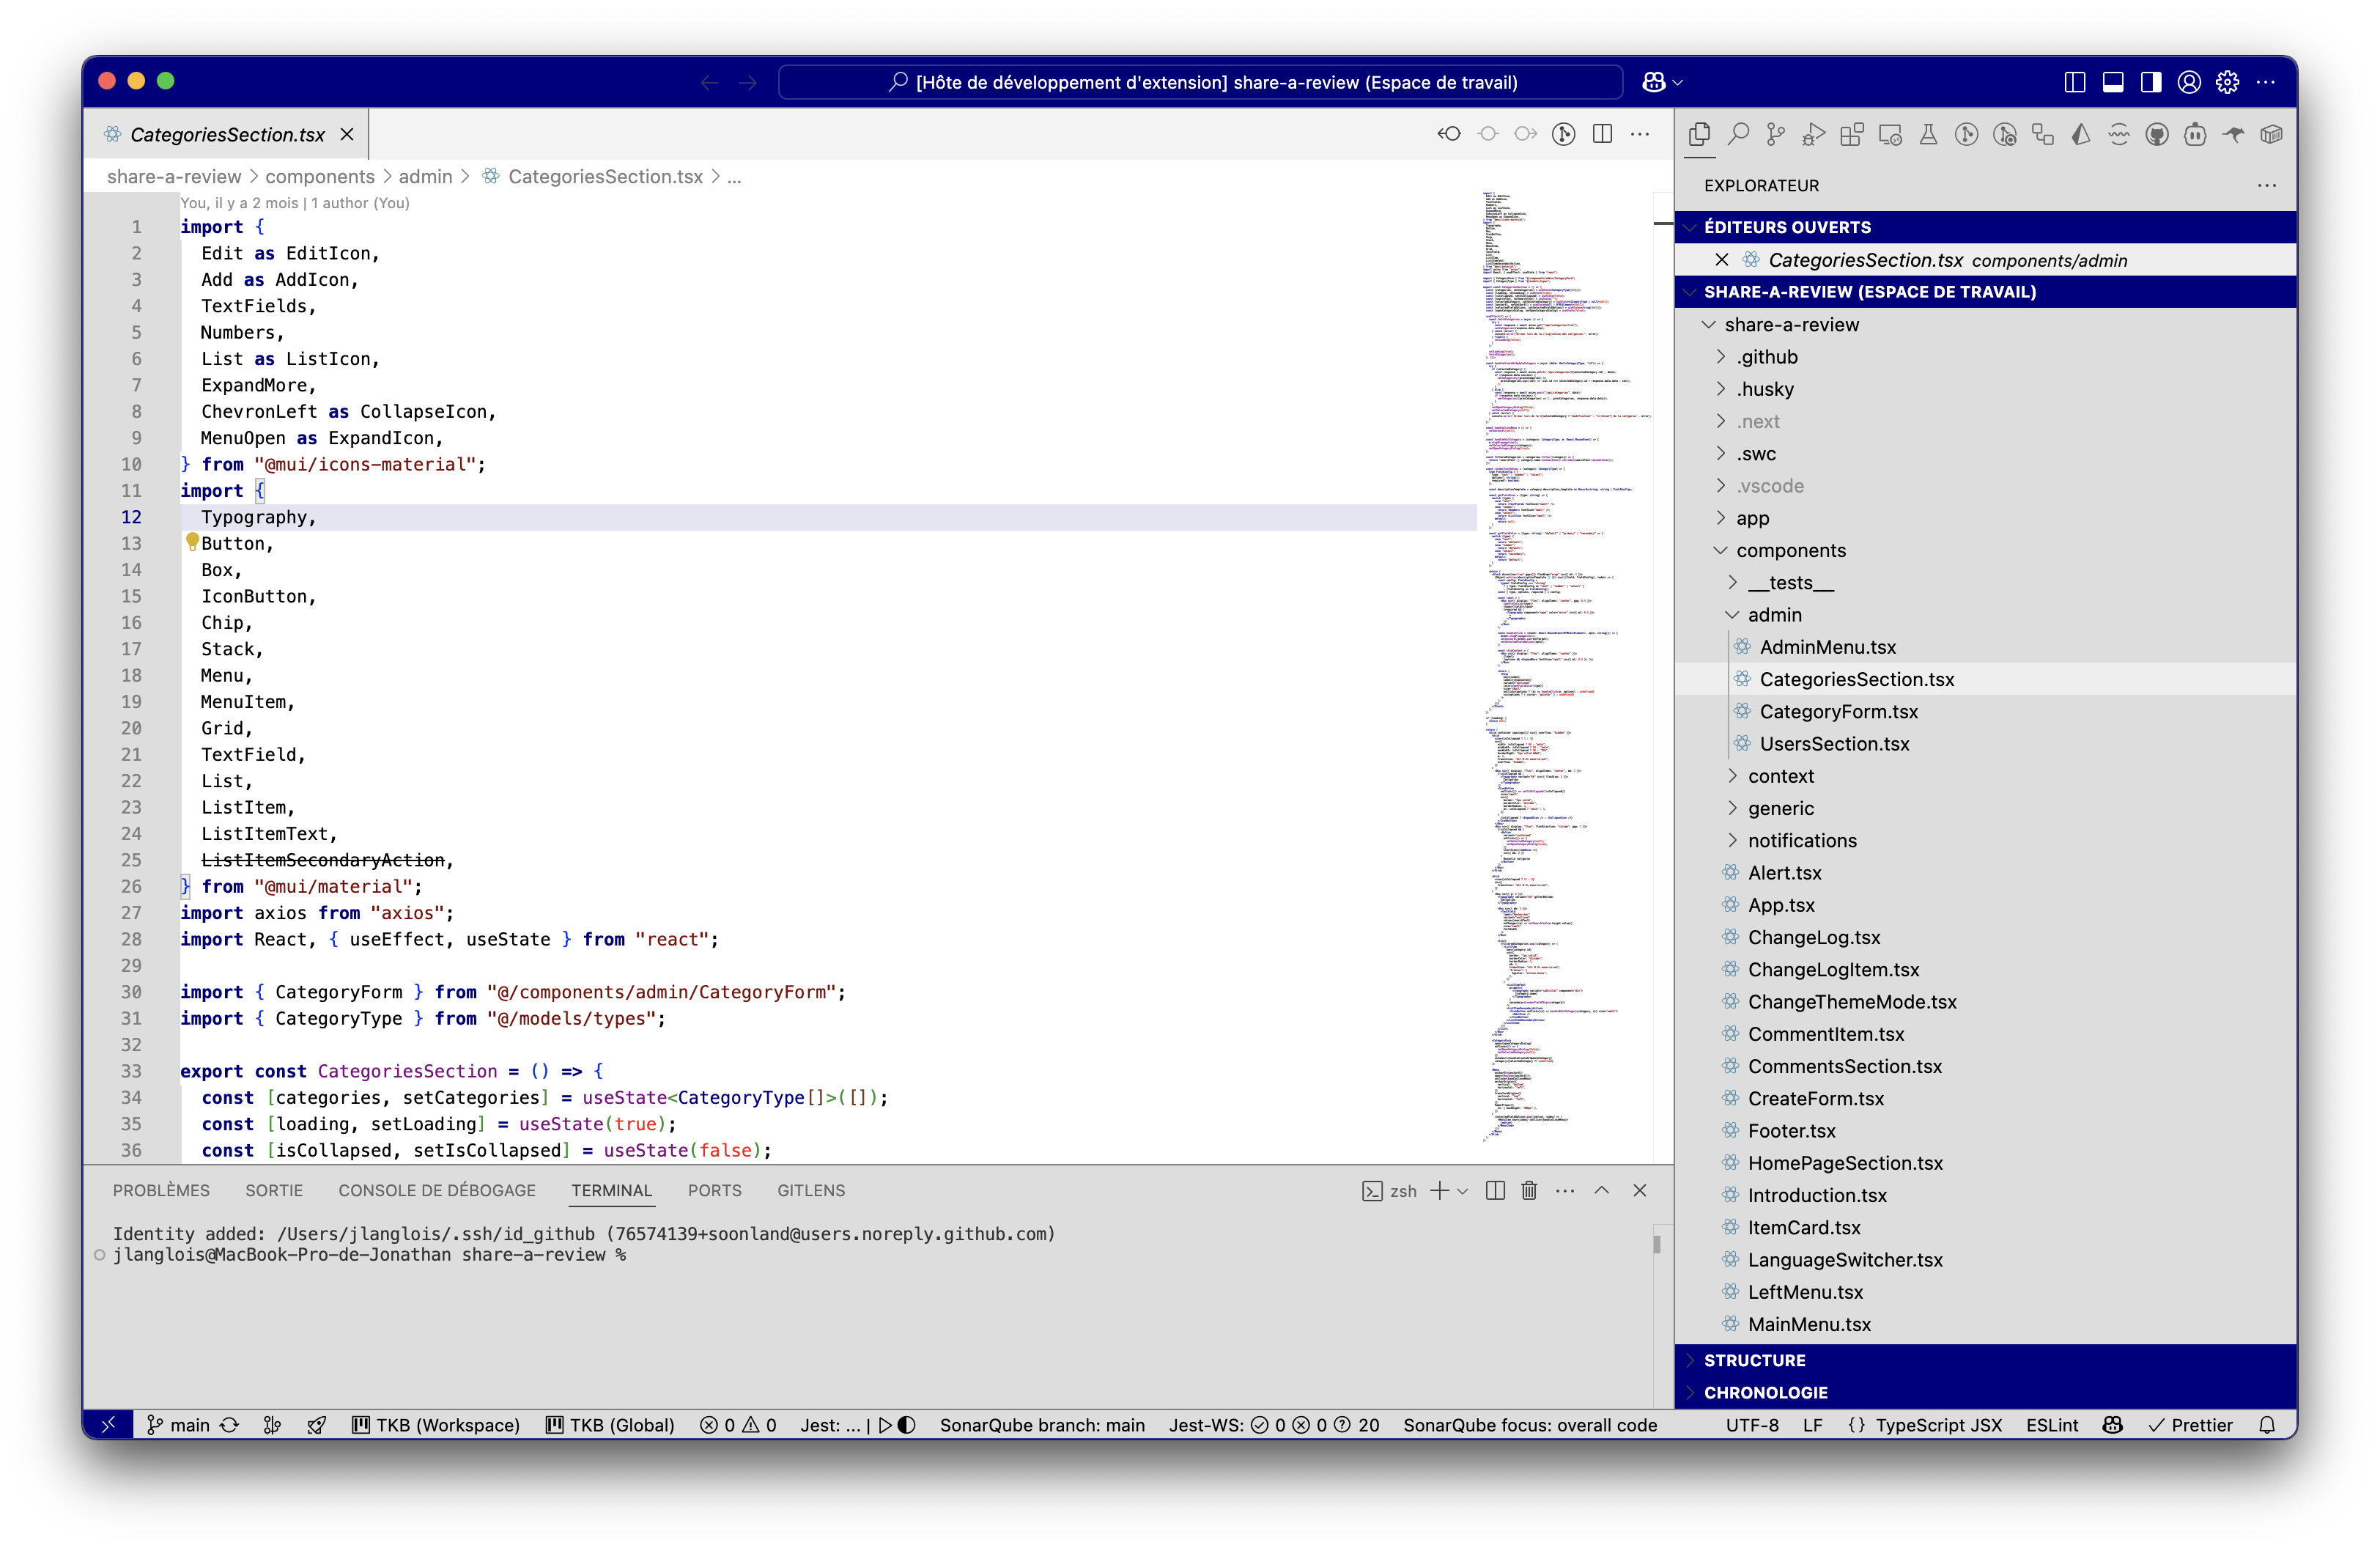 [Hôte de développement d'extension] share-a-review (Espace de travail)
CategoriesSection.tsx
share-a-review > components > admin > CategoriesSection.tsx > ...
You, il y a 2 mois | 1 author (You)
1 import {
2 Edit as EditIcon,
3 Add as AddIcon,
4 TextFields,
5 Numbers,
6 List as ListIcon,
7 ExpandMore,
8 ChevronLeft as CollapseIcon,
9 MenuOpen as ExpandIcon,
10 } from "@mui/icons-material";
11 import {
12 Typography,
13 Button,
14 Box,
15 IconButton,
16 Chip,
17 Stack,
18 Menu,
19 MenuItem,
20 Grid,
21 TextField,
22 List,
23 ListItem,
24 ListItemText,
25 ListItemSecondaryAction,
26 } from "@mui/material";
27 import axios from "axios";
28 import React, { useEffect, useState } from "react";
29
30 import { CategoryForm } from "@/components/admin/CategoryForm";
31 import { CategoryType } from "@/models/types";
32
33 export const CategoriesSection = () => {
34 const [categories, setCategories] = useState<CategoryType[]>([]);
35 const [loading, setLoading] = useState(true);
36 const [isCollapsed, setIsCollapsed] = useState(false);
PROBLÈMES SORTIE CONSOLE DE DÉBOGAGE TERMINAL PORTS GITLENS
zsh
Identity added: /Users/jlanglois/.ssh/id_github (76574139+soonland@users.noreply.github.com)
jlanglois@MacBook-Pro-de-Jonathan share-a-review %
EXPLORATEUR
ÉDITEURS OUVERTS
CategoriesSection.tsx components/admin
SHARE-A-REVIEW (ESPACE DE TRAVAIL)
share-a-review
.github
.husky
.next
.swc
.vscode
app
components
__tests__
admin
AdminMenu.tsx
CategoriesSection.tsx
CategoryForm.tsx
UsersSection.tsx
context
generic
notifications
Alert.tsx
App.tsx
ChangeLog.tsx
ChangeLogItem.tsx
ChangeThemeMode.tsx
CommentItem.tsx
CommentsSection.tsx
CreateForm.tsx
Footer.tsx
HomePageSection.tsx
Introduction.tsx
ItemCard.tsx
LanguageSwitcher.tsx
LeftMenu.tsx
MainMenu.tsx
STRUCTURE
CHRONOLOGIE
main TKB (Workspace) TKB (Global) 0 0 Jest: ... | SonarQube branch: main Jest-WS: 0 0 20 SonarQube focus: overall code UTF-8 LF {} TypeScript JSX ESLint Prettier